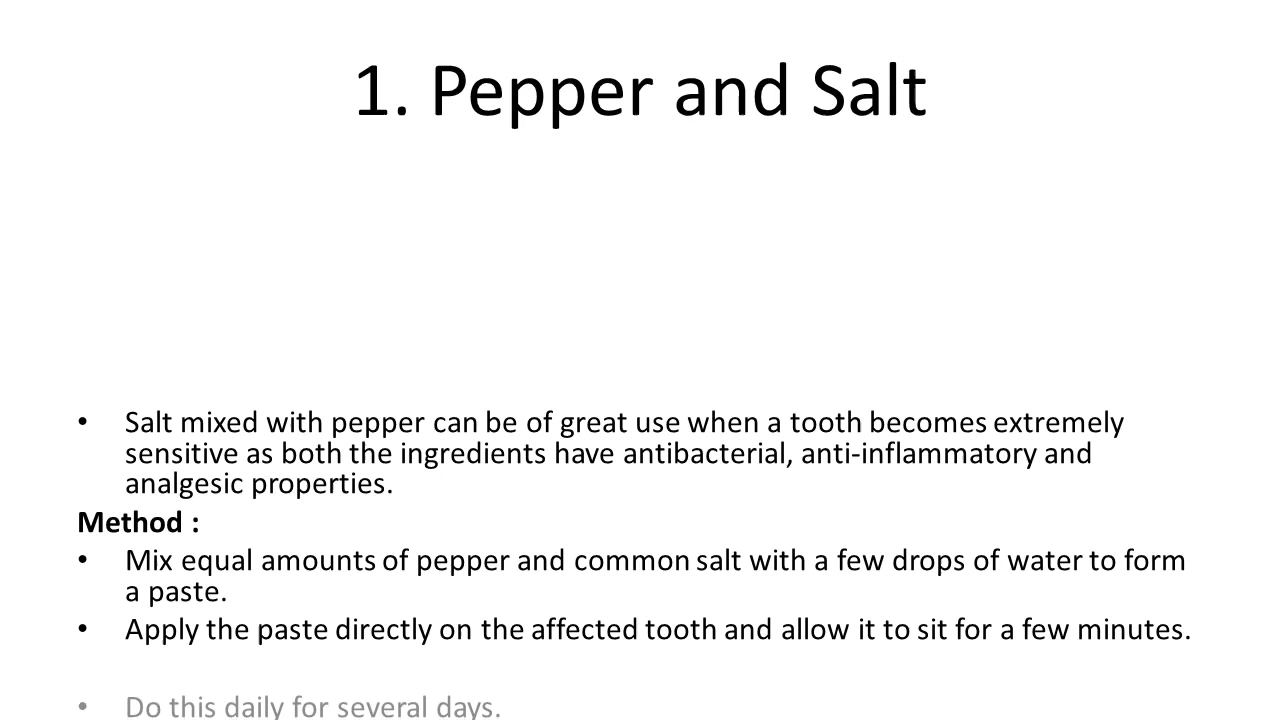 1. Pepper and Salt
• Salt mixed with pepper can be of great use when a tooth becomes extremely
sensitive as both the ingredients have antibacterial, anti-inflammatory and
analgesic properties.
Method :
• Mix equal amounts of pepper and common salt with a few drops of water to form
a paste.
• Apply the paste directly on the affected tooth and allow it to sit for a few minutes.
• Do this daily for several days.